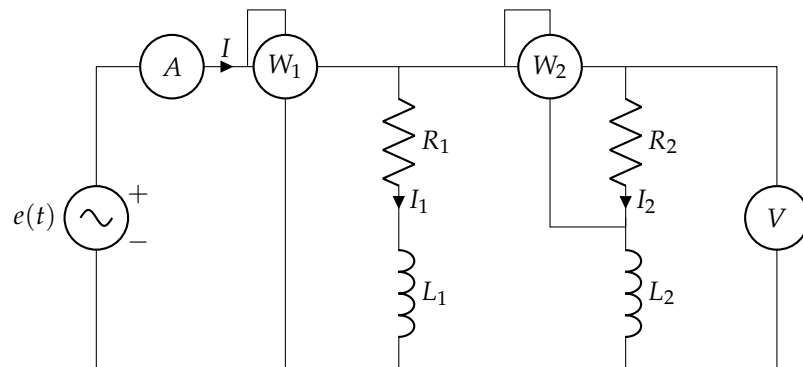 A
I
W₁
W₂
R₁
R₂
e(t)
+
−
I₁
I₂
V
L₁
L₂